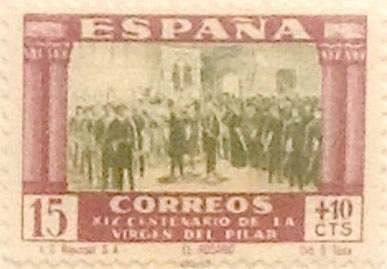 ESPAÑA
CORREOS
15
+10
CTS
XIX CENTENARIO DE LA
VIRGEN DEL PILAR
EL ROSARIO